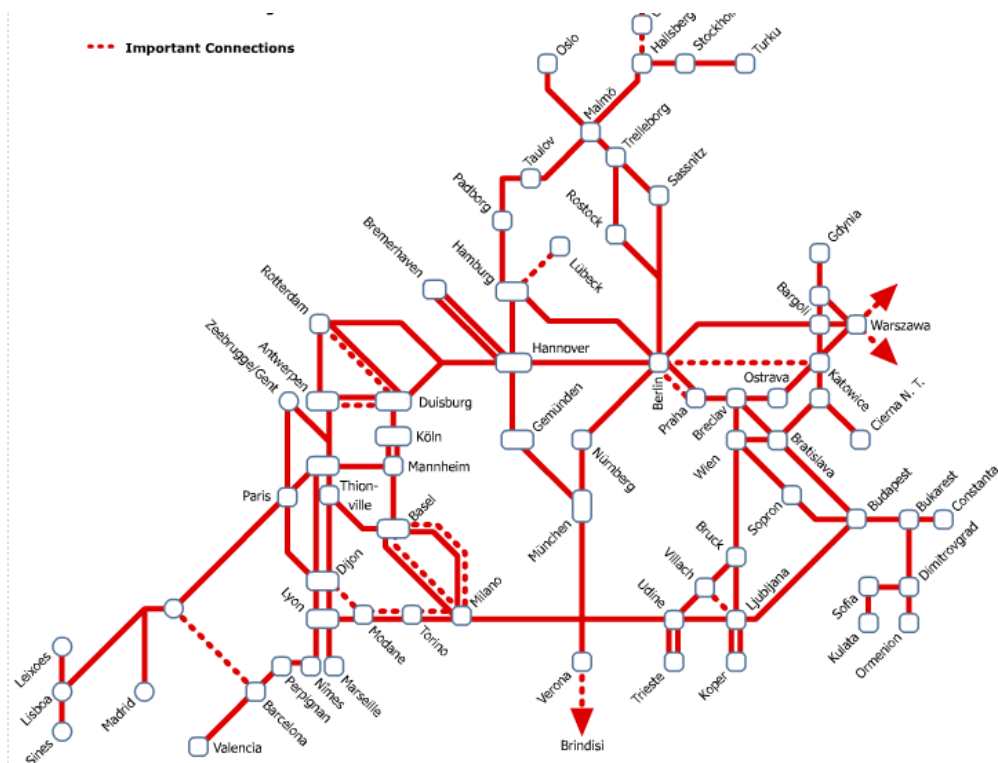 Important Connections
Oslo
Hallsberg
Stockhol
Turku
Malmö
Trelleborg
Taulov
Sassnitz
Padborg
Rostock
Bremerhaven
Hamburg
Lübeck
Gdynia
Rotterdam
Bargoli
Warszawa
Zeebrugge/Gent
Antwerpen
Hannover
Berlin
Ostrava
Katowice
Duisburg
Praha
Breclav
Cierna N. T.
Köln
Gemünden
Nürnberg
Wien
Bratislava
Mannheim
Paris
Thion-
ville
Basel
München
Sopron
Budapest
Bukarest
Constanta
Bruck
Dijon
Villach
Dimitrovgrad
Lyon
Milano
Udine
Ljubljana
Sofia
Modane
Torino
Kulata
Ormenion
Leixoes
Lisboa
Madrid
Perpignan
Nimes
Marseille
Verona
Trieste
Koper
Barcelona
Sines
Valencia
Brindisi